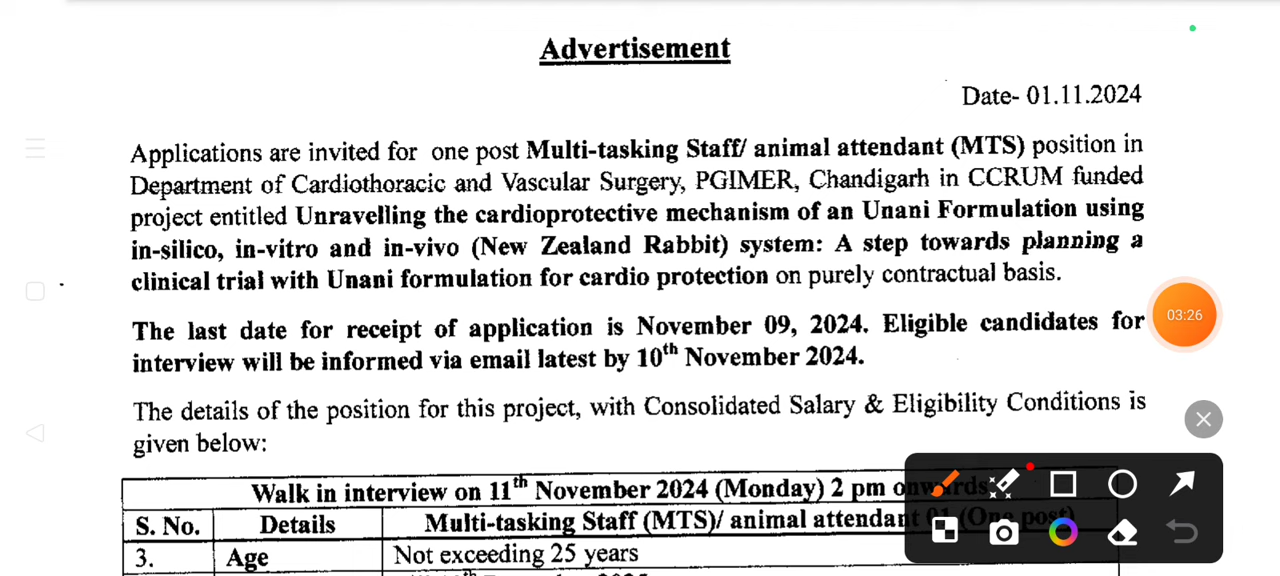 Advertisement
Date- 01.11.2024
Applications are invited for one post Multi-tasking Staff/ animal attendant (MTS) position in
Department of Cardiothoracic and Vascular Surgery, PGIMER, Chandigarh in CCRUM funded
project entitled Unravelling the cardioprotective mechanism of an Unani Formulation using
in-silico, in-vitro and in-vivo (New Zealand Rabbit) system: A step towards planning a
clinical trial with Unani formulation for cardio protection on purely contractual basis.
The last date for receipt of application is November 09, 2024. Eligible candidates for
interview will be informed via email latest by 10th November 2024.
03:26
The details of the position for this project, with Consolidated Salary & Eligibility Conditions is
given below:
Walk in interview on 11th November 2024 (Monday) 2 pm onwards
S. No. Details Multi-tasking Staff (MTS)/ animal attendant 01 (One post)
3. Age Not exceeding 25 years